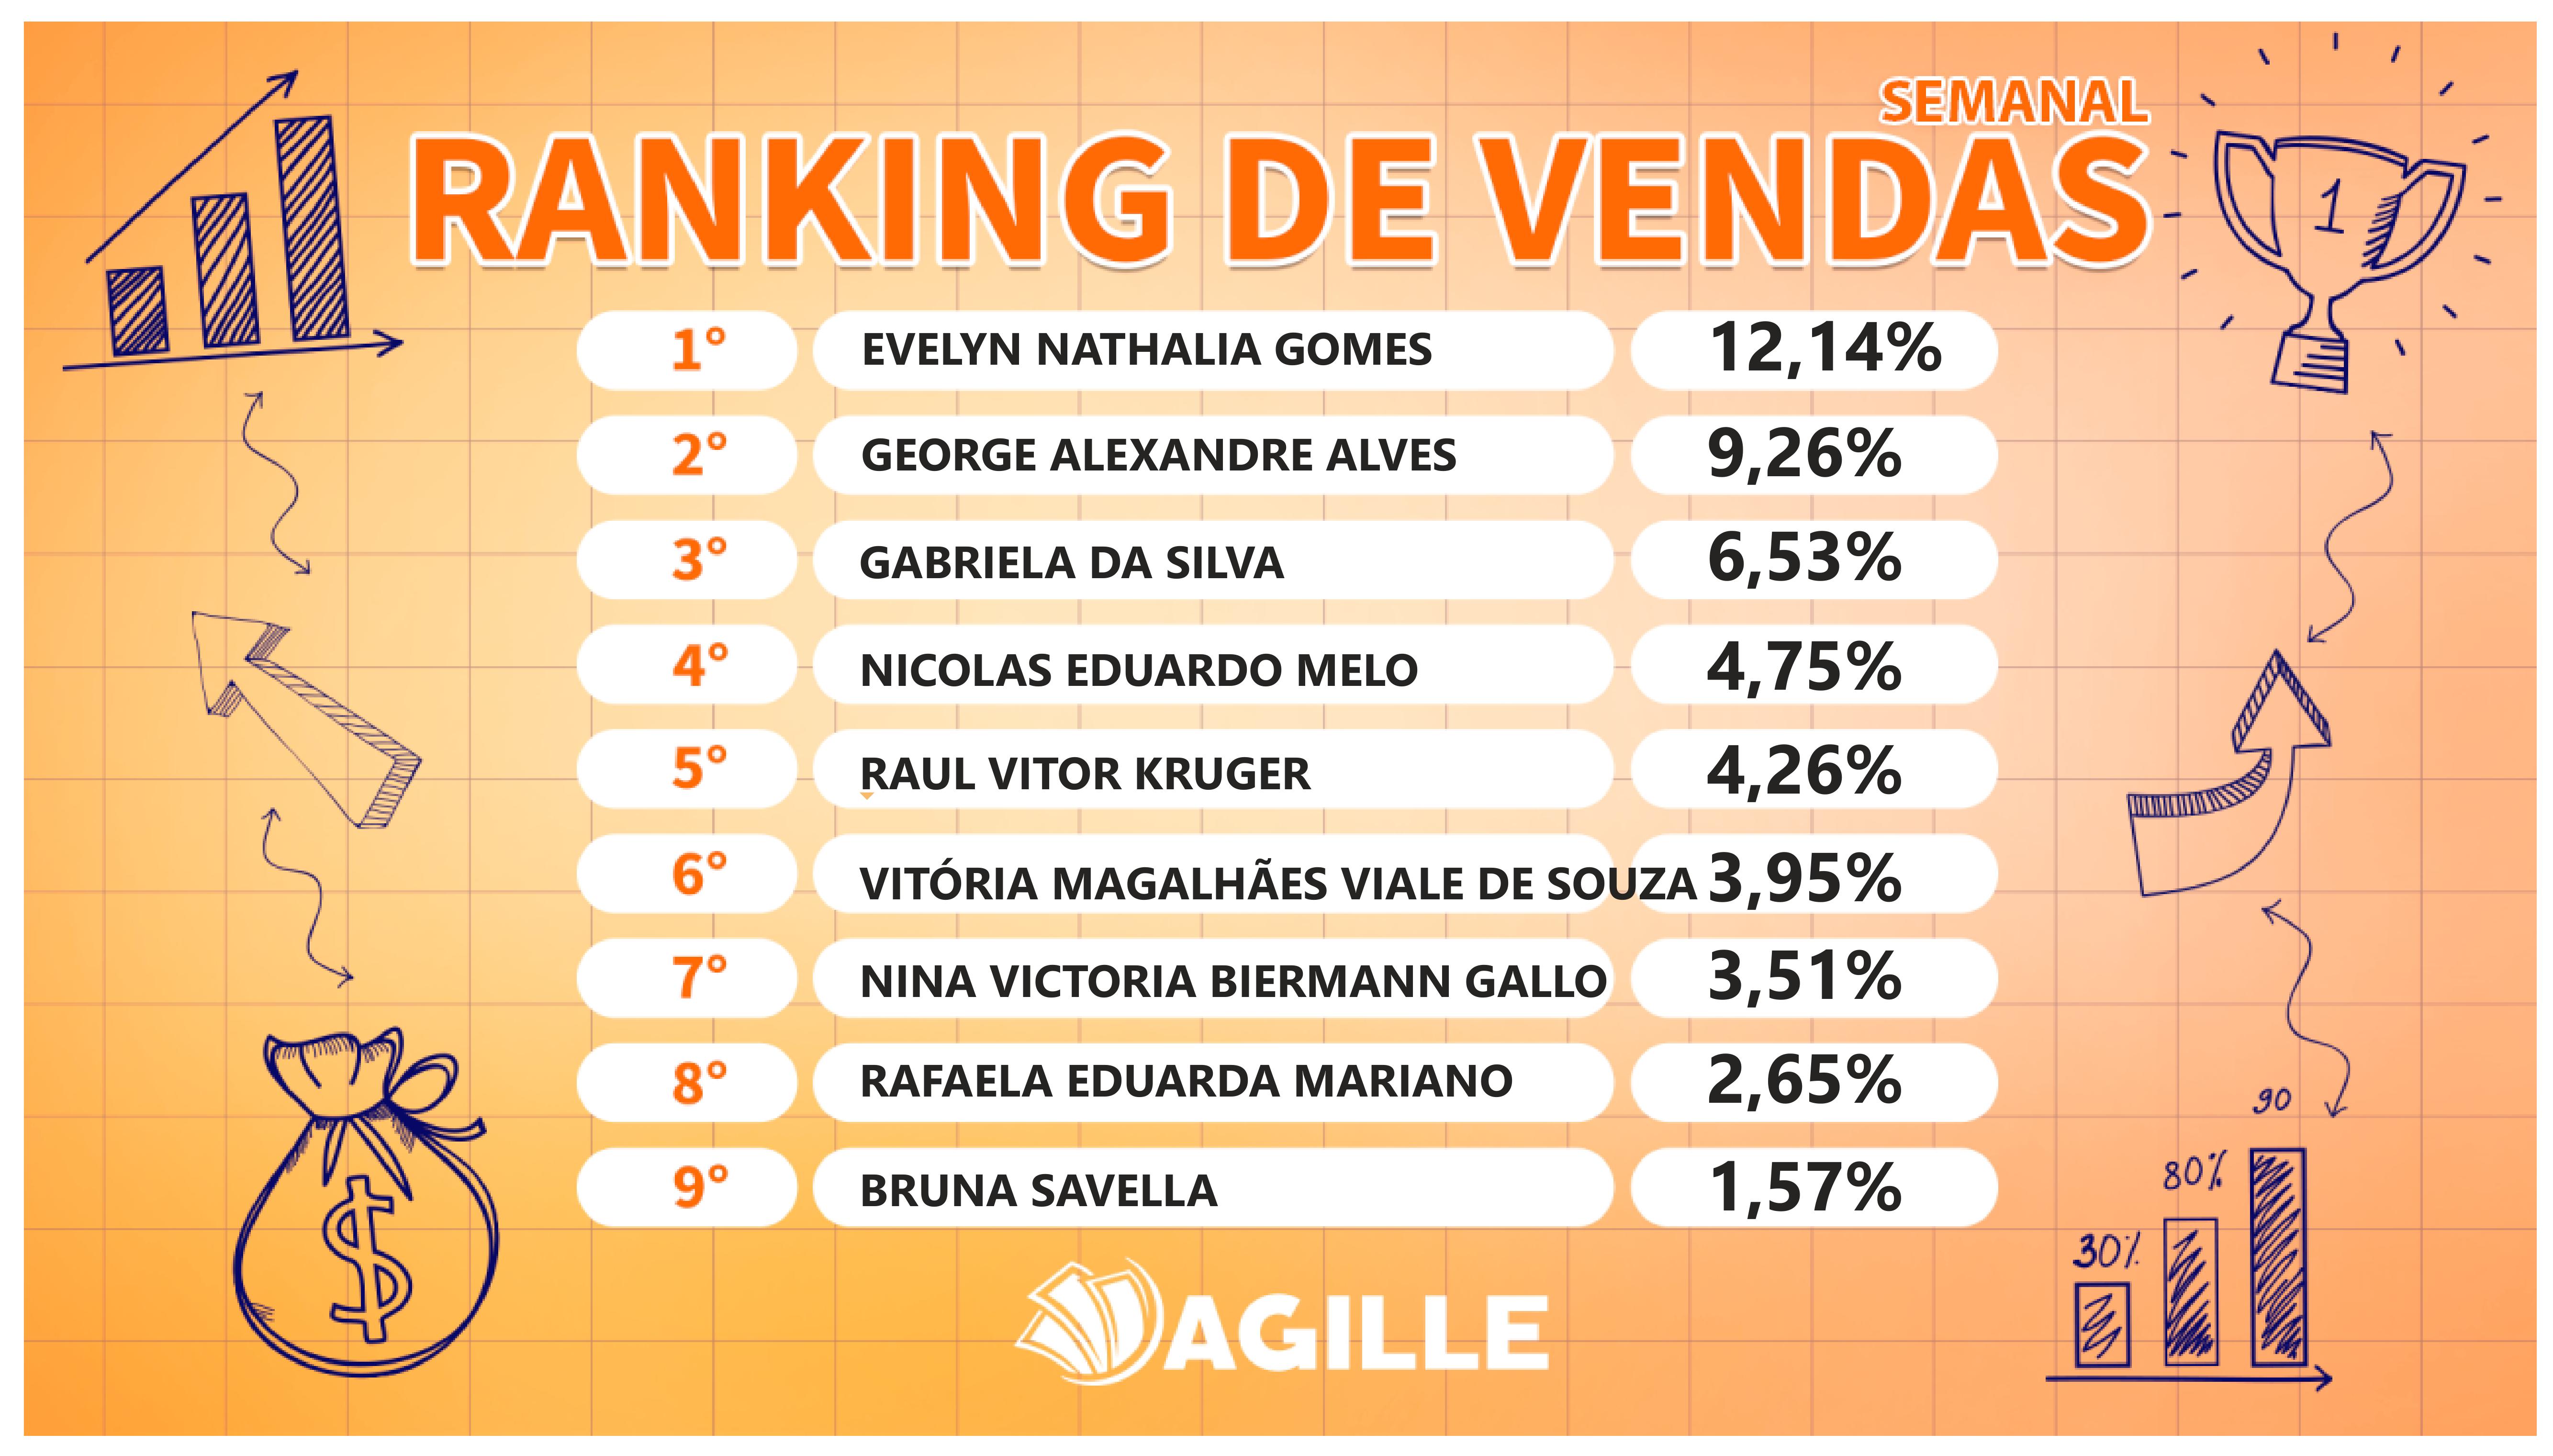 SEMANAL
RANKING DE VENDAS
1
1° EVELYN NATHALIA GOMES 12,14%
2° GEORGE ALEXANDRE ALVES 9,26%
3° GABRIELA DA SILVA 6,53%
4° NICOLAS EDUARDO MELO 4,75%
5° RAUL VITOR KRUGER 4,26%
6° VITÓRIA MAGALHÃES VIALE DE SOUZA 3,95%
7° NINA VICTORIA BIERMANN GALLO 3,51%
8° RAFAELA EDUARDA MARIANO 2,65%
9° BRUNA SAVELLA 1,57%
$
90
80%
30%
AGILLE